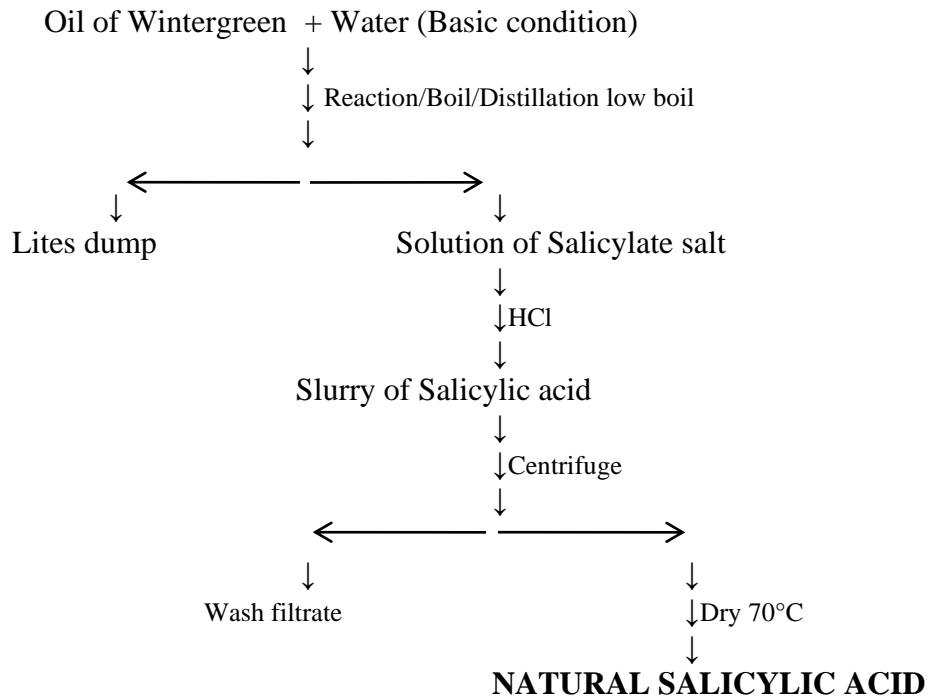 Oil of Wintergreen + Water (Basic condition)
↓
↓ Reaction/Boil/Distillation low boil
↓
↓ ↓
Lites dump Solution of Salicylate salt
↓
↓HCl
↓
Slurry of Salicylic acid
↓
↓Centrifuge
↓
↓ ↓
Wash filtrate ↓Dry 70°C
↓
NATURAL SALICYLIC ACID